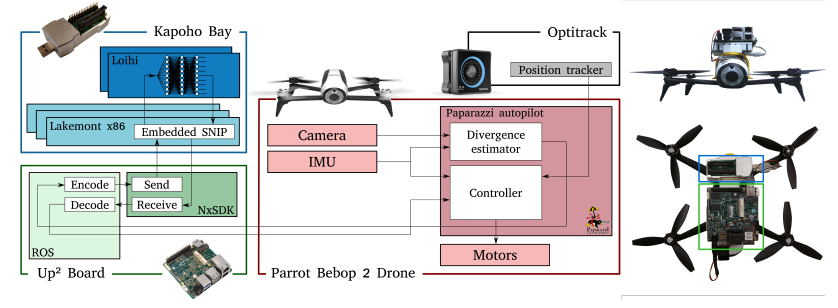 Kapoho Bay
Loihi
Lakemont x86
Embedded SNIP
Optitrack
Position tracker
Camera
IMU
Paparazzi autopilot
Divergence
estimator
Controller
Motors
Parrot Bebop 2 Drone
Encode
Decode
ROS
Send
Receive
NxSDK
Up² Board